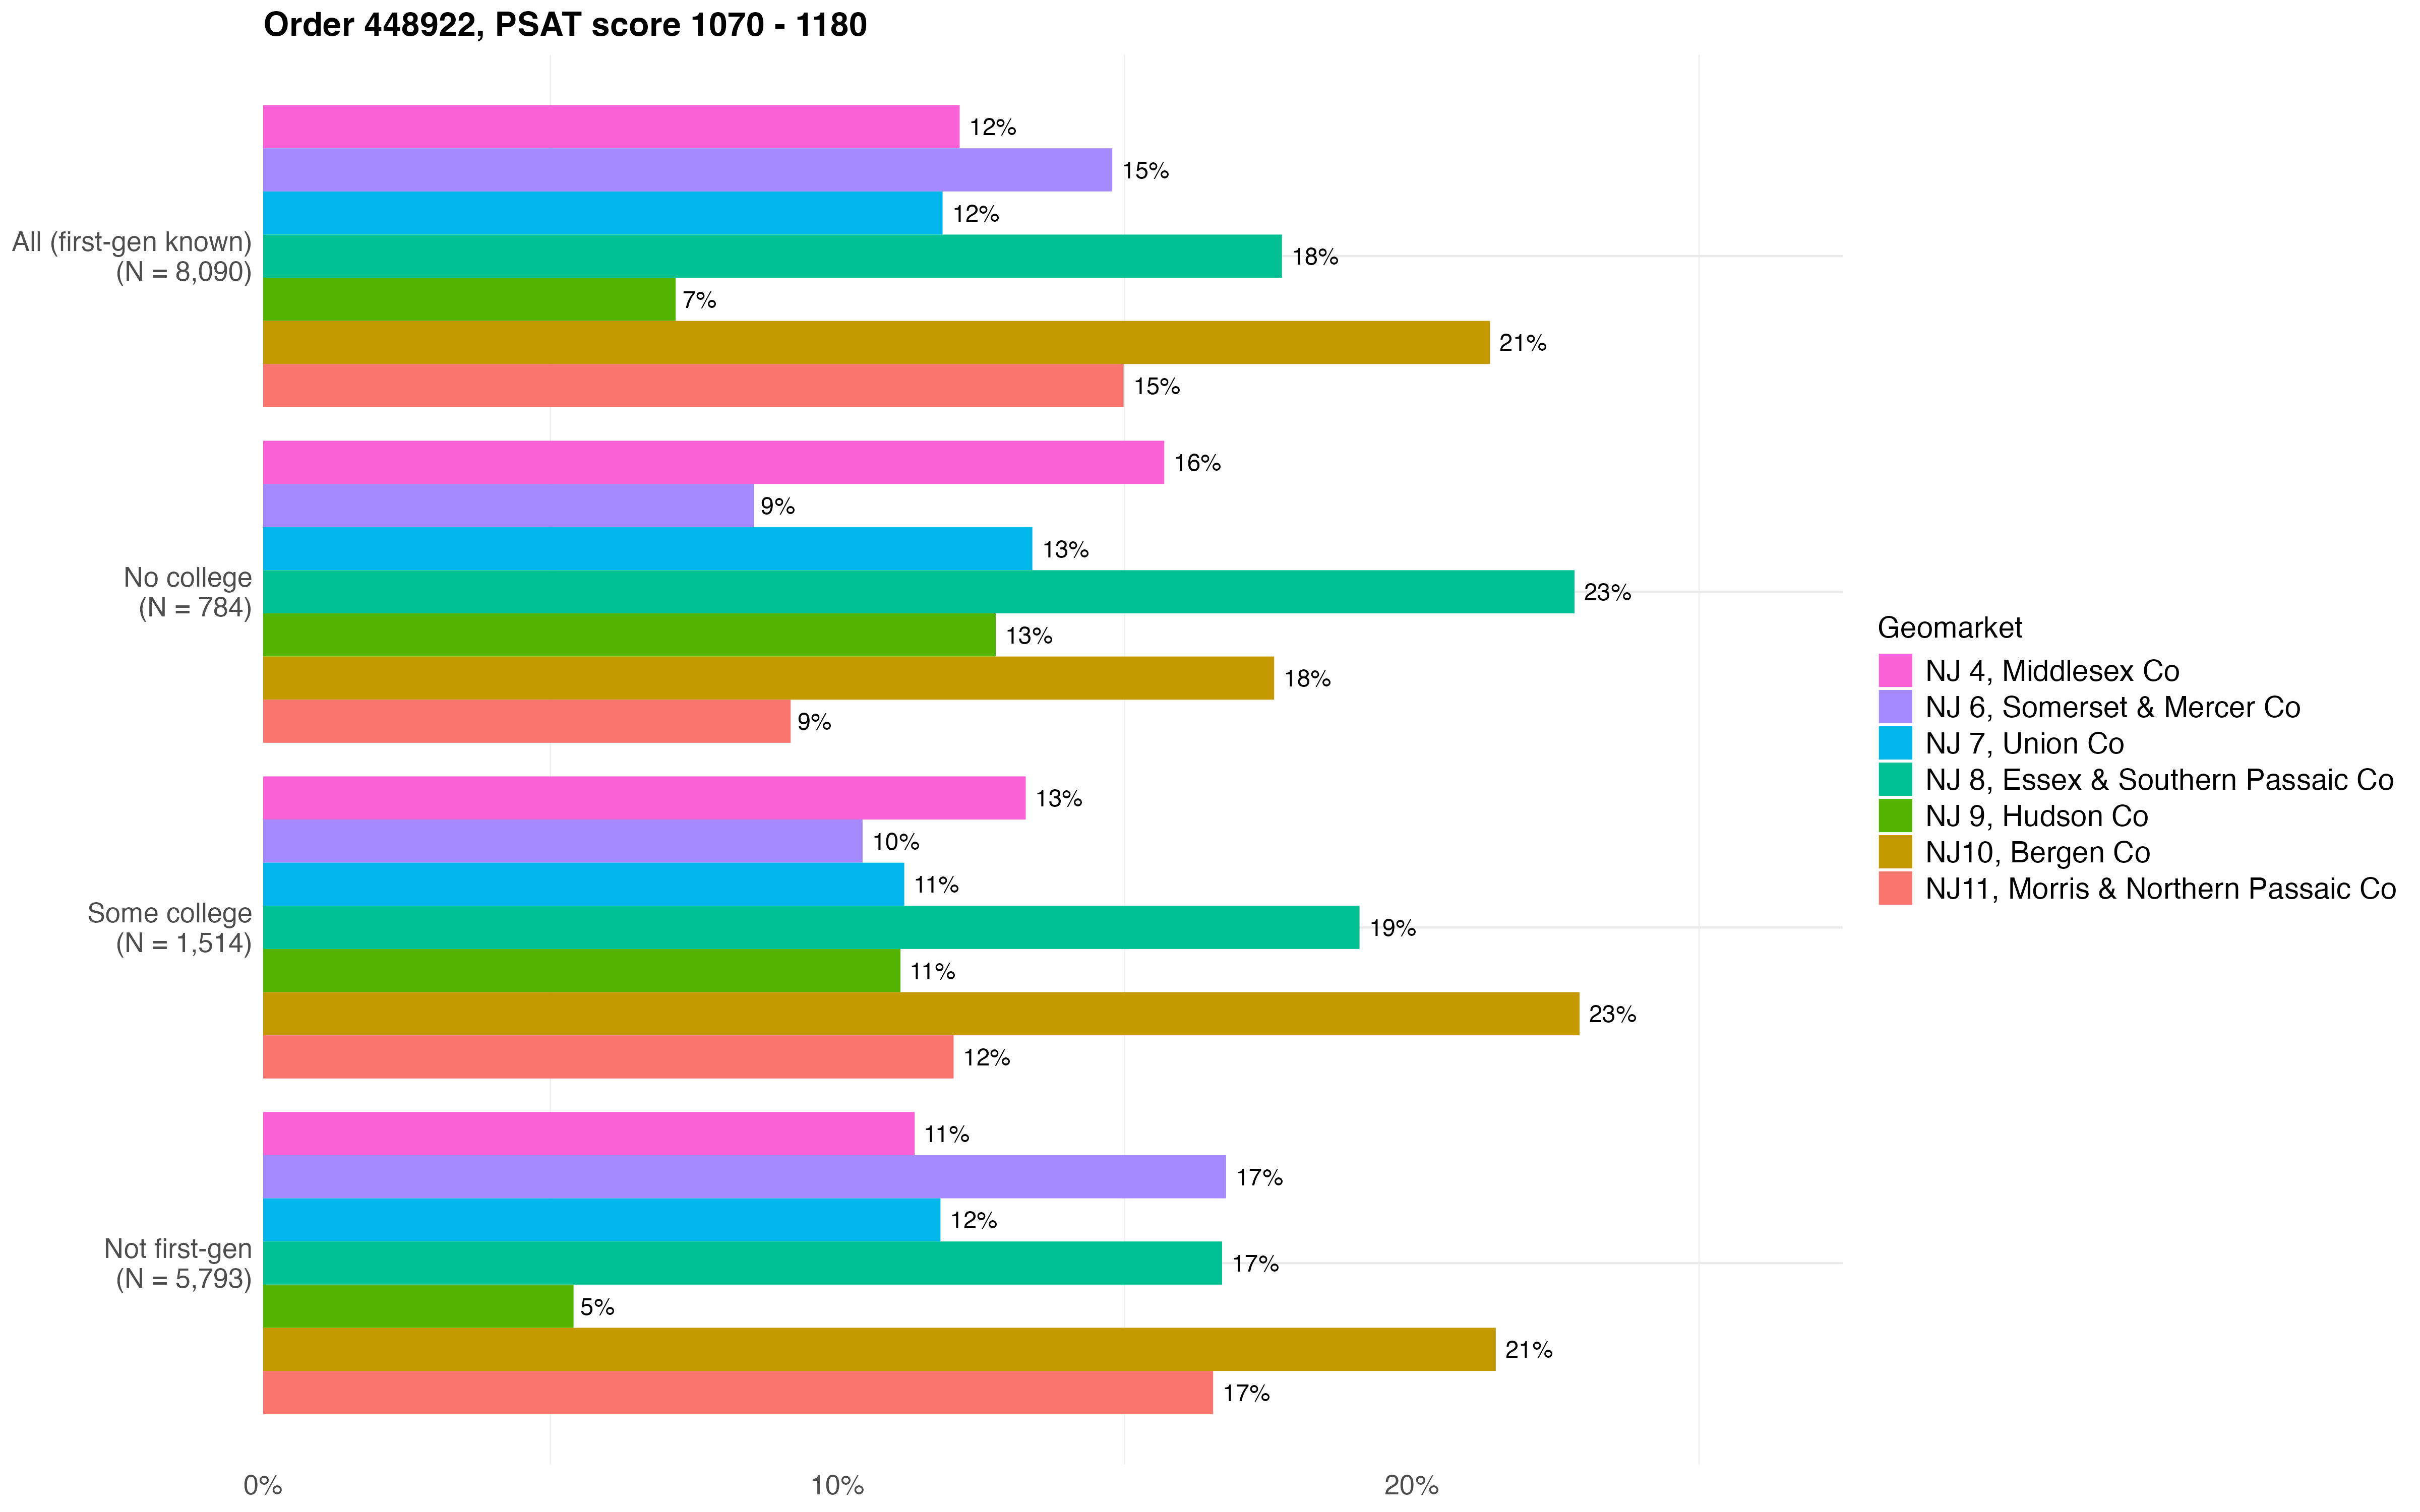 Order 448922, PSAT score 1070 - 1180
All (first-gen known)
(N = 8,090)
12%
15%
12%
18%
7%
21%
15%
No college
(N = 784)
16%
9%
13%
23%
13%
18%
9%
Some college
(N = 1,514)
13%
10%
11%
19%
11%
23%
12%
Not first-gen
(N = 5,793)
11%
17%
12%
17%
5%
21%
17%
0%
10%
20%
Geomarket
NJ 4, Middlesex Co
NJ 6, Somerset & Mercer Co
NJ 7, Union Co
NJ 8, Essex & Southern Passaic Co
NJ 9, Hudson Co
NJ10, Bergen Co
NJ11, Morris & Northern Passaic Co